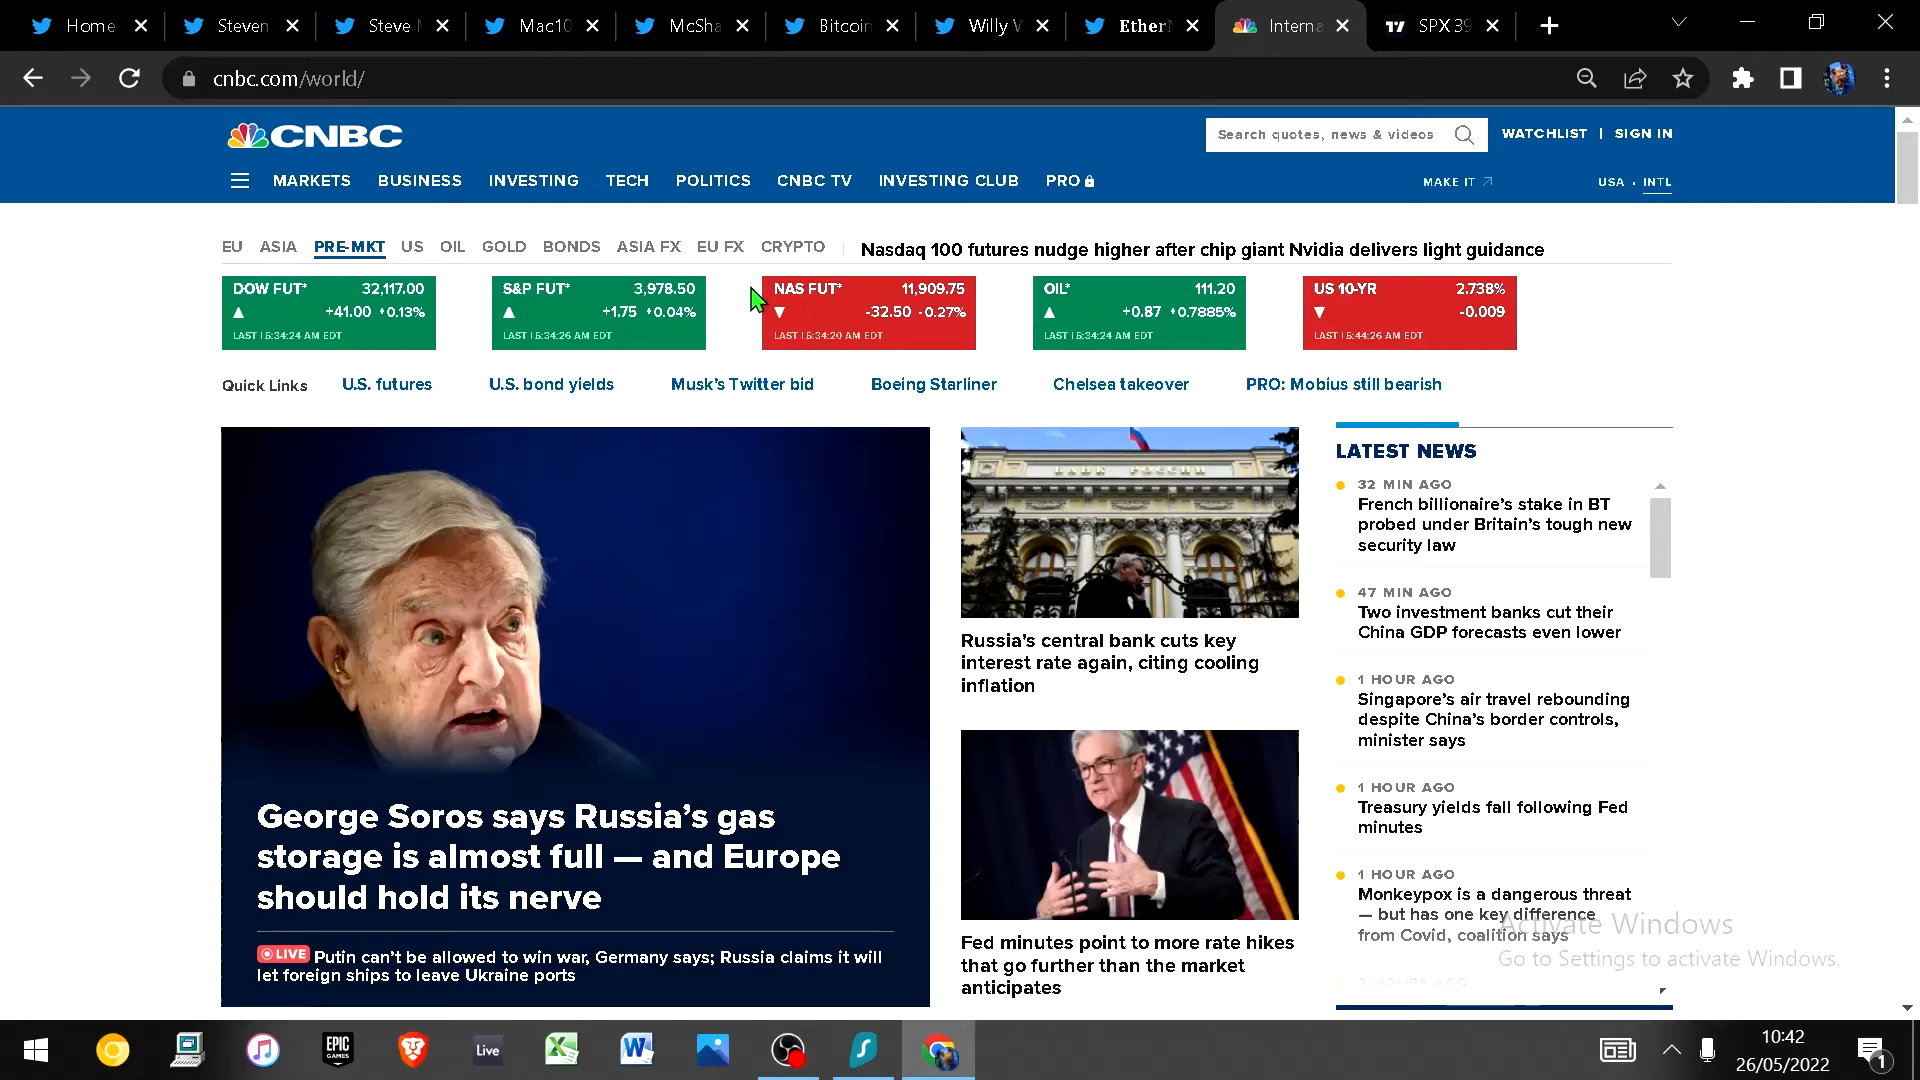 Home
Steven
Steve
Mac10
McSha
Bitcoin
Willy
Ether
Interna
SPX 39
cnbc.com/world/
CNBC
Search quotes, news & videos
WATCHLIST | SIGN IN
MARKETS BUSINESS INVESTING TECH POLITICS CNBC TV INVESTING CLUB PRO
MAKE IT
USA • INTL
EU ASIA PRE-MKT US OIL GOLD BONDS ASIA FX EU FX CRYPTO
Nasdaq 100 futures nudge higher after chip giant Nvidia delivers light guidance
DOW FUT* 32,117.00
▲ +41.00 +0.13%
LAST | 5:34:24 AM EDT
S&P FUT* 3,978.50
▲ +1.75 +0.04%
LAST | 5:34:26 AM EDT
NAS FUT* 11,909.75
▼ -32.50 -0.27%
LAST | 5:34:20 AM EDT
OIL* 111.20
▲ +0.87 +0.7885%
LAST | 5:34:24 AM EDT
US 10-YR 2.738%
▼ -0.009
LAST | 5:44:26 AM EDT
Quick Links U.S. futures U.S. bond yields Musk's Twitter bid Boeing Starliner Chelsea takeover PRO: Mobius still bearish
George Soros says Russia's gas
storage is almost full — and Europe
should hold its nerve
LIVE Putin can't be allowed to win war, Germany says; Russia claims it will
let foreign ships to leave Ukraine ports
БАНК РОССИИ
Russia's central bank cuts key
interest rate again, citing cooling
inflation
Fed minutes point to more rate hikes
that go further than the market
anticipates
LATEST NEWS
32 MIN AGO
French billionaire's stake in BT
probed under Britain's tough new
security law
47 MIN AGO
Two investment banks cut their
China GDP forecasts even lower
1 HOUR AGO
Singapore's air travel rebounding
despite China's border controls,
minister says
1 HOUR AGO
Treasury yields fall following Fed
minutes
1 HOUR AGO
Monkeypox is a dangerous threat
— but has one key difference
from Covid, coalition says
HOURS AGO
Activate Windows
Go to Settings to activate Windows.
EPIC
GAMES
Live
10:42
26/05/2022
1